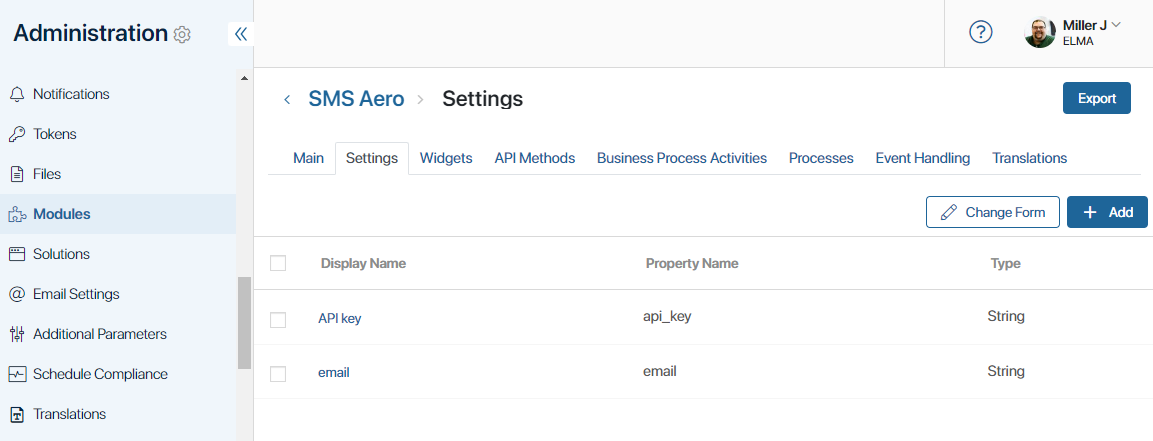 Administration
Notifications
Tokens
Files
Modules
Solutions
@ Email Settings
Additional Parameters
Schedule Compliance
Translations
? Miller J
ELMA
SMS Aero > Settings
Export
Main Settings Widgets API Methods Business Process Activities Processes Event Handling Translations
Change Form + Add
Display Name Property Name Type
API key api_key String
email email String